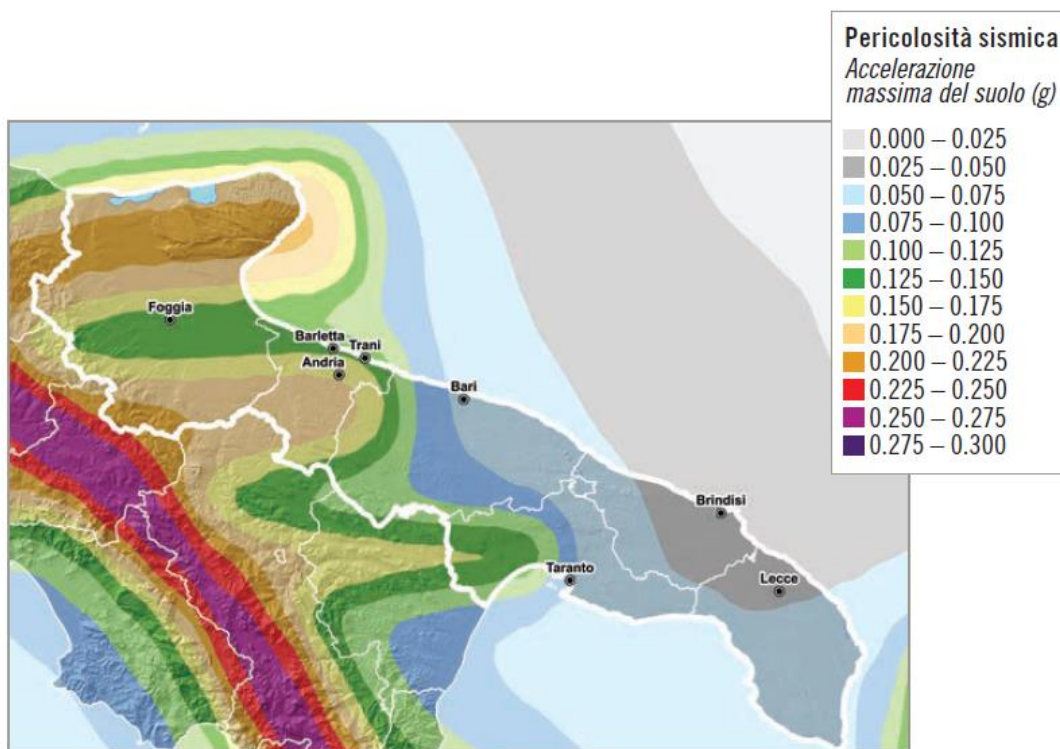 Pericolosità sismica
Accelerazione
massima del suolo (g)
0.000 – 0.025
0.025 – 0.050
0.050 – 0.075
0.075 – 0.100
0.100 – 0.125
0.125 – 0.150
0.150 – 0.175
0.175 – 0.200
0.200 – 0.225
0.225 – 0.250
0.250 – 0.275
0.275 – 0.300
Foggia
Barletta
Trani
Andria
Bari
Brindisi
Taranto
Lecce